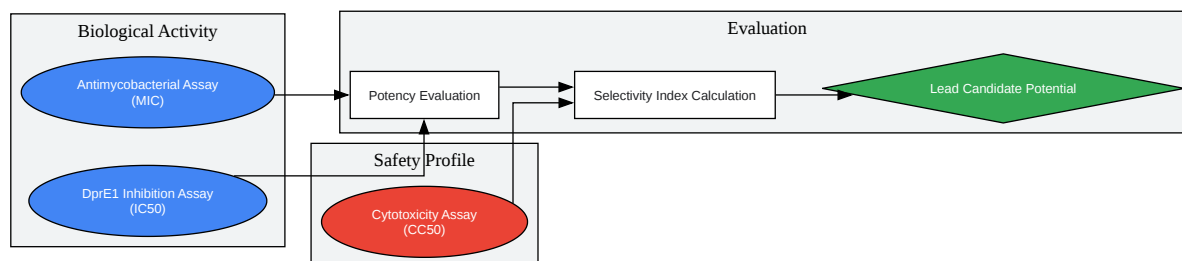 Biological Activity
Antimycobacterial Assay
(MIC)
DprE1 Inhibition Assay
(IC50)
Safety Profile
Cytotoxicity Assay
(CC50)
Evaluation
Potency Evaluation
Selectivity Index Calculation
Lead Candidate Potential